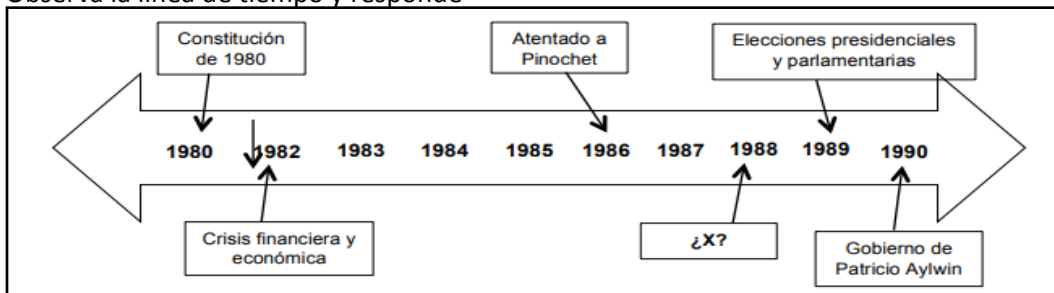 Observa la línea de tiempo y responde
Constitución
de 1980
Atentado a
Pinochet
Elecciones presidenciales
y parlamentarias
1980 1982 1983 1984 1985 1986 1987 1988 1989 1990
Crisis financiera y
económica
¿X?
Gobierno de
Patricio Aylwin